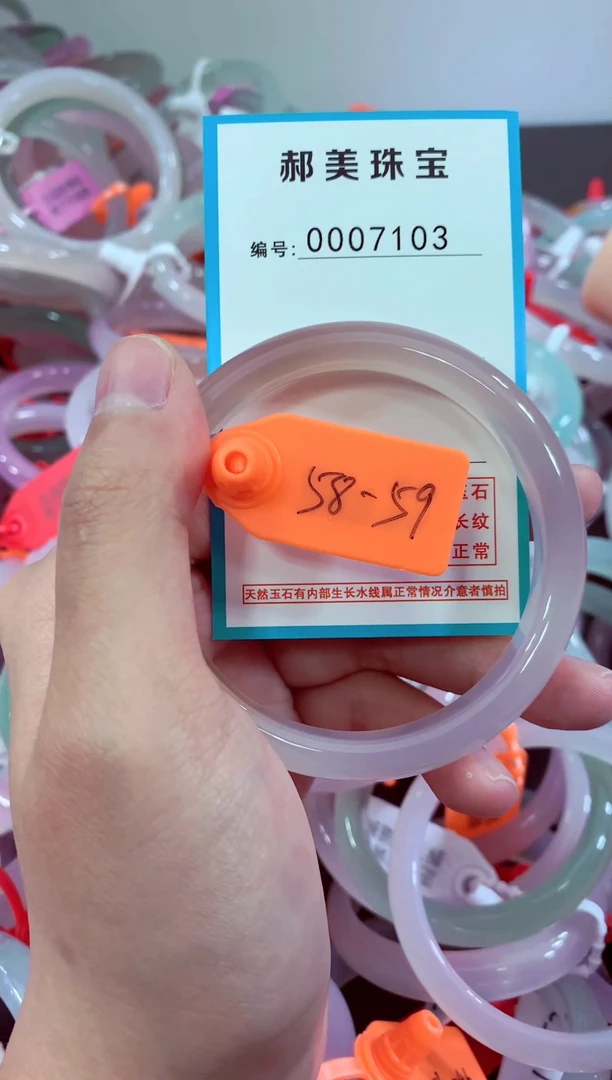 郝美珠宝
编号: 0007103
58-59
玉石
长纹
正常
天然玉石有内部生长水线属正常情况介意者慎拍